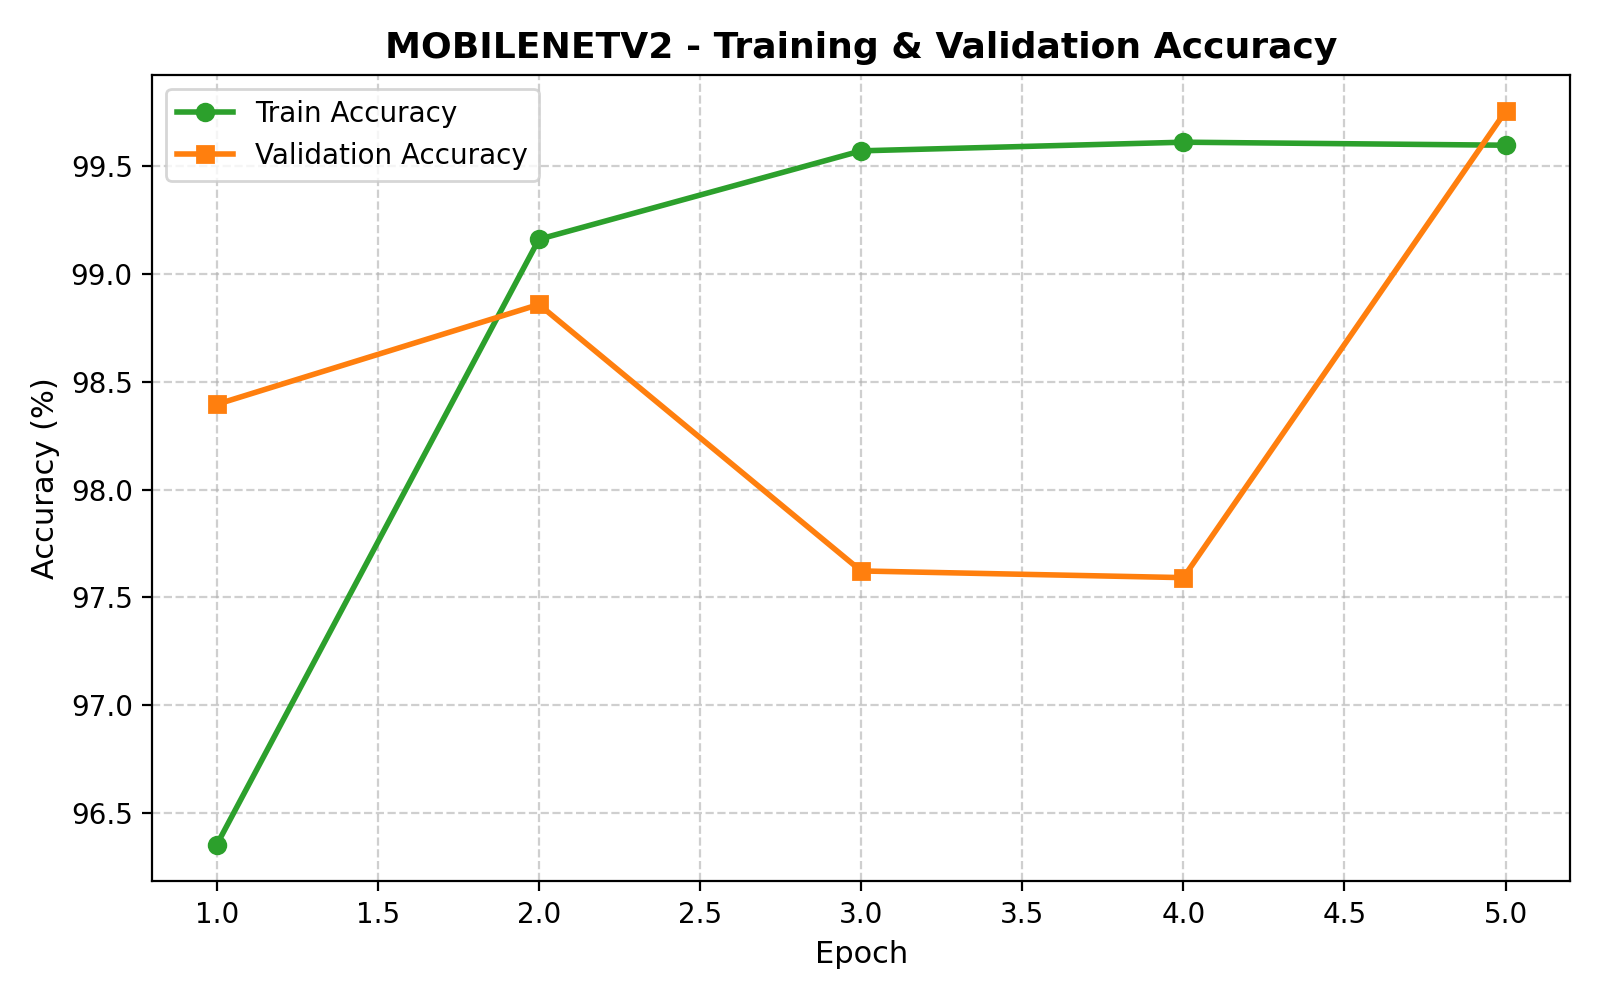 MOBILENETV2 - Training & Validation Accuracy
Train Accuracy
Validation Accuracy
99.5
99.0
98.5
98.0
97.5
97.0
96.5
Accuracy (%)
1.0 1.5 2.0 2.5 3.0 3.5 4.0 4.5 5.0
Epoch